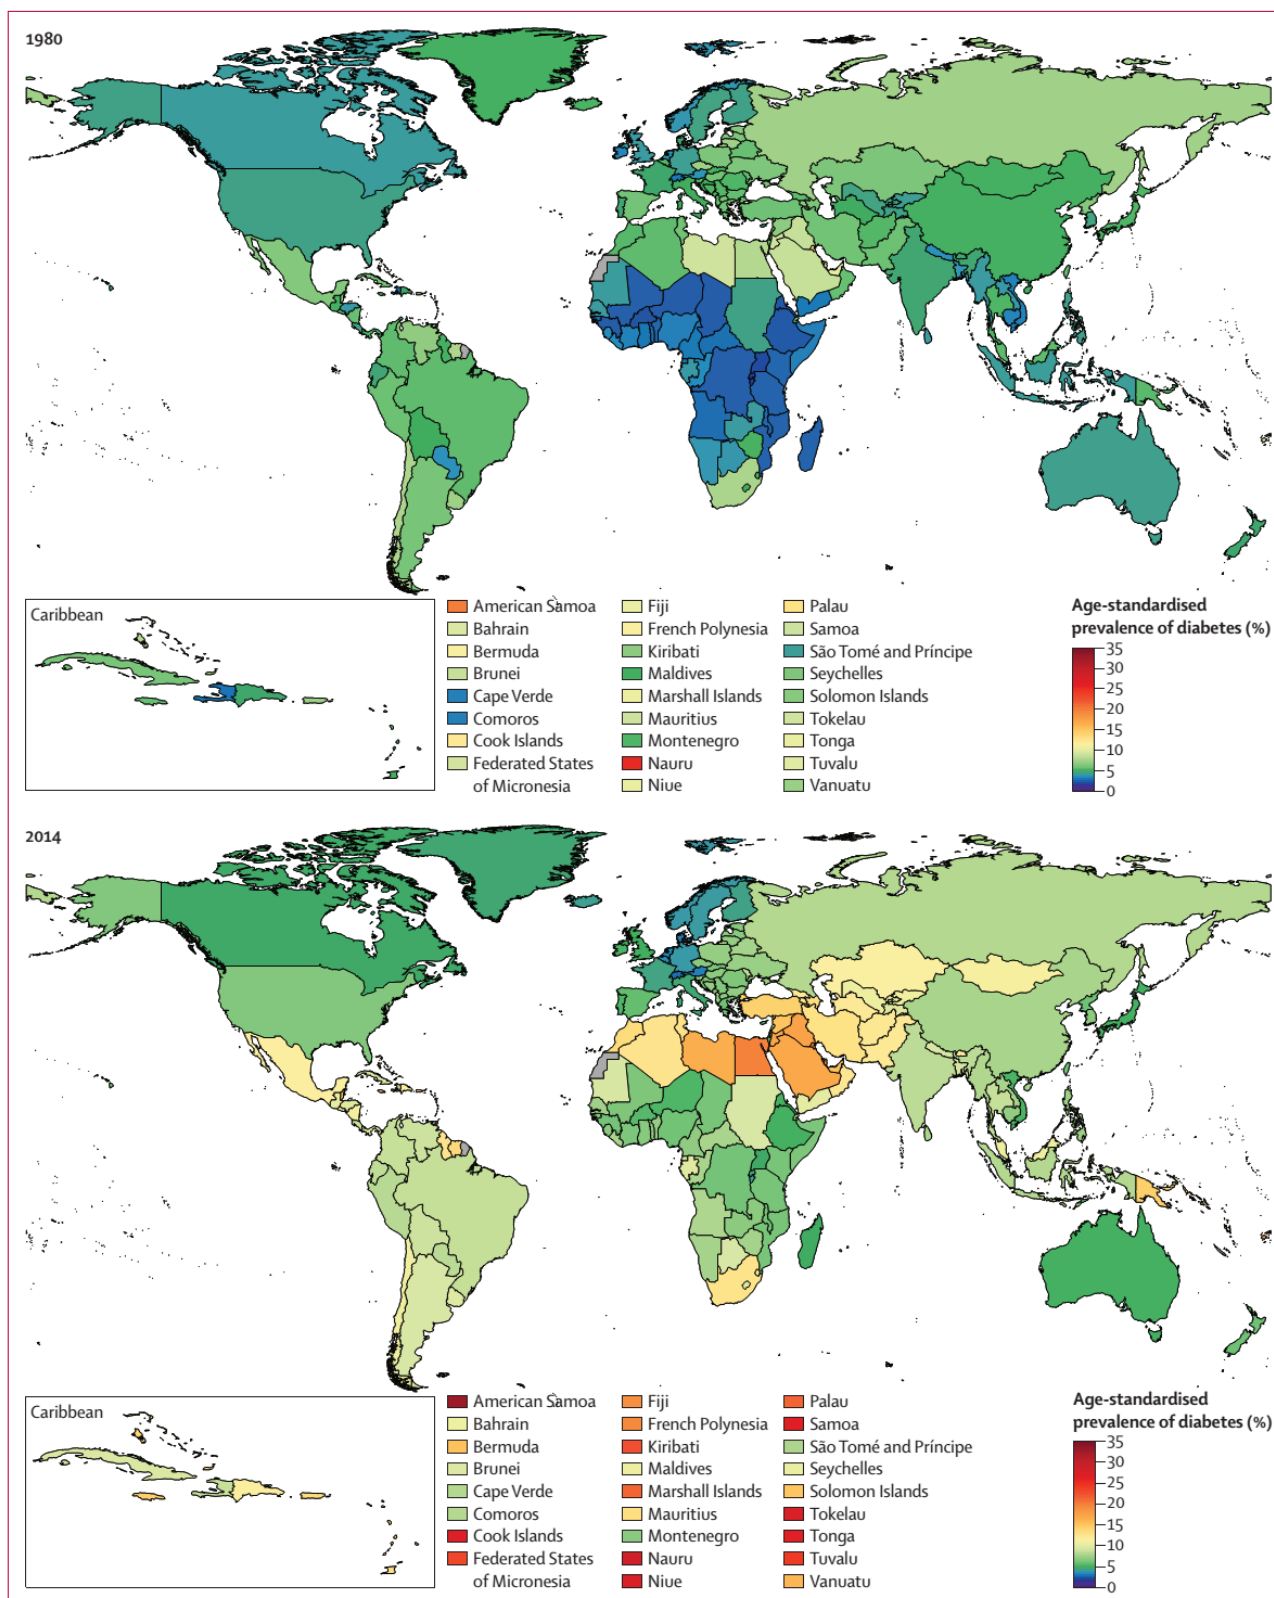 1980
Caribbean
American Samoa
Bahrain
Bermuda
Brunei
Cape Verde
Comoros
Cook Islands
Federated States
of Micronesia
Fiji
French Polynesia
Kiribati
Maldives
Marshall Islands
Mauritius
Montenegro
Nauru
Niue
Palau
Samoa
São Tomé and Príncipe
Seychelles
Solomon Islands
Tokelau
Tonga
Tuvalu
Vanuatu
Age-standardised
prevalence of diabetes (%)
35
30
25
20
15
10
5
0
2014
Caribbean
American Samoa
Bahrain
Bermuda
Brunei
Cape Verde
Comoros
Cook Islands
Federated States
of Micronesia
Fiji
French Polynesia
Kiribati
Maldives
Marshall Islands
Mauritius
Montenegro
Nauru
Niue
Palau
Samoa
São Tomé and Príncipe
Seychelles
Solomon Islands
Tokelau
Tonga
Tuvalu
Vanuatu
Age-standardised
prevalence of diabetes (%)
35
30
25
20
15
10
5
0